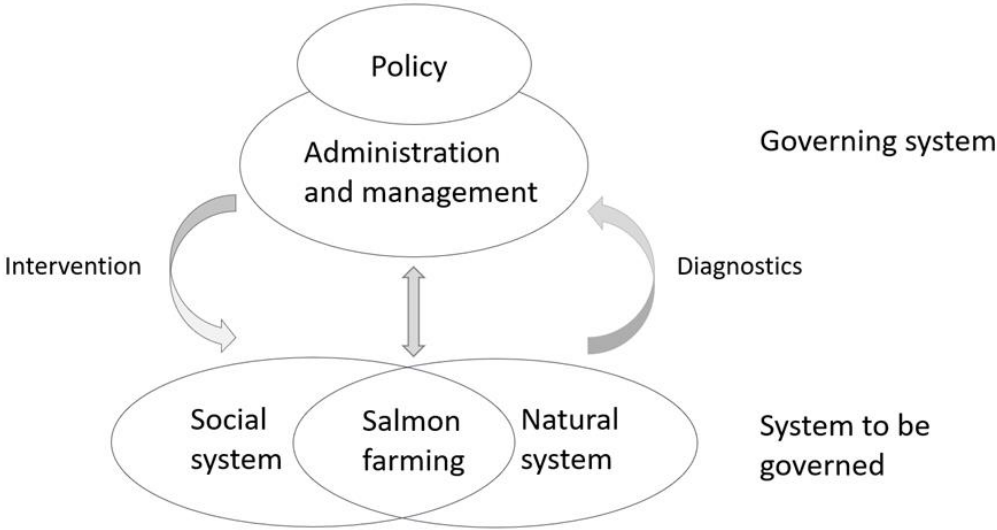 Policy
Administration
and management
Governing system
Intervention
Diagnostics
Social
system
Salmon
farming
Natural
system
System to be
governed